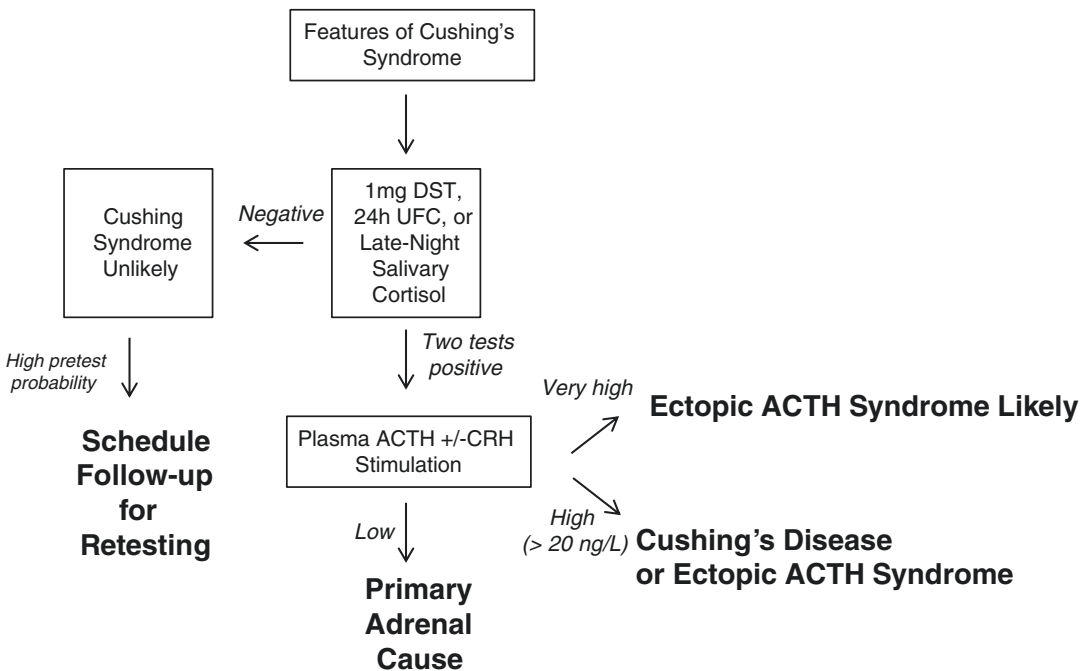 Features of Cushing's
Syndrome
1mg DST,
24h UFC, or
Late-Night
Salivary
Cortisol
Negative
Cushing
Syndrome
Unlikely
High pretest
probability
Schedule
Follow-up
for
Retesting
Two tests
positive
Plasma ACTH +/-CRH
Stimulation
Very high
Ectopic ACTH Syndrome Likely
High
(> 20 ng/L)
Cushing's Disease
or Ectopic ACTH Syndrome
Low
Primary
Adrenal
Cause